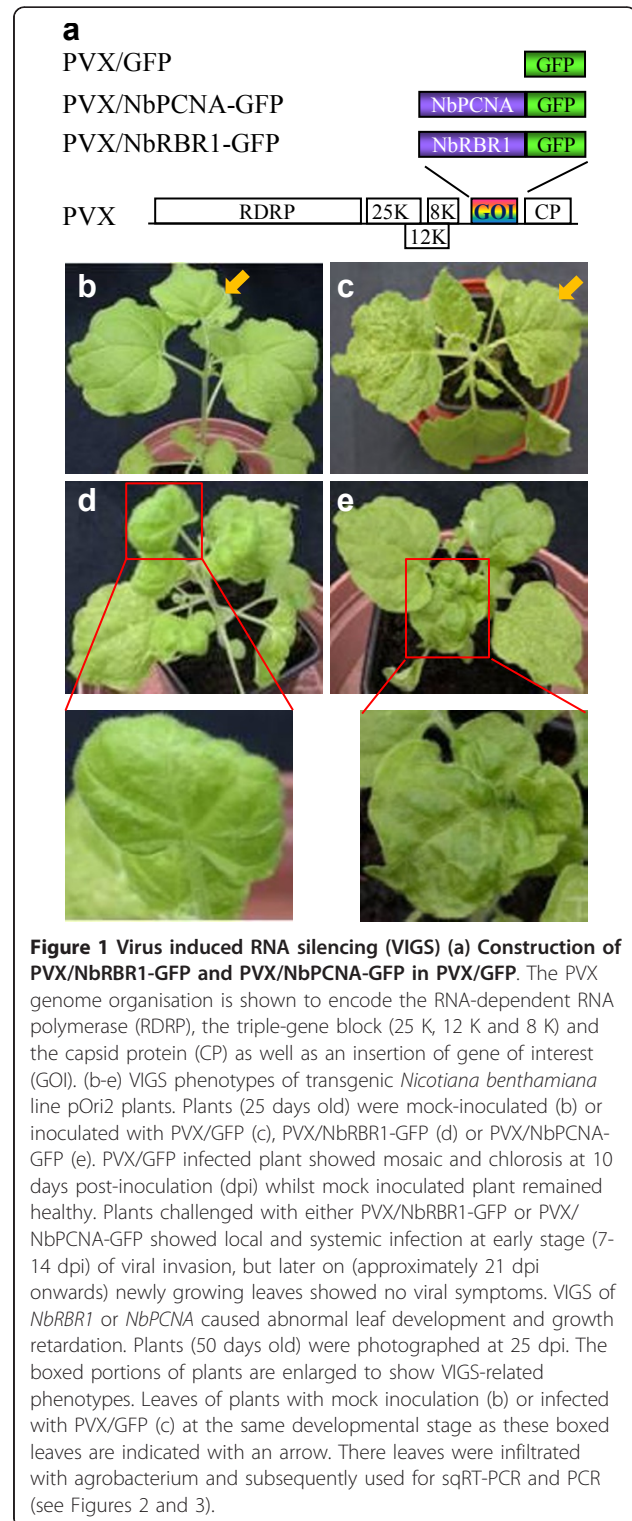 a
PVX/GFP
GFP
PVX/NbPCNA-GFP
NbPCNA GFP
PVX/NbRBR1-GFP
NbRBR1 GFP
PVX
RDRP 25K 8K GOI CP
12K
b
c
d
e
Figure 1 Virus induced RNA silencing (VIGS) (a) Construction of
PVX/NbRBR1-GFP and PVX/NbPCNA-GFP in PVX/GFP. The PVX
genome organisation is shown to encode the RNA-dependent RNA
polymerase (RDRP), the triple-gene block (25 K, 12 K and 8 K) and
the capsid protein (CP) as well as an insertion of gene of interest
(GOI). (b-e) VIGS phenotypes of transgenic Nicotiana benthamiana
line pOri2 plants. Plants (25 days old) were mock-inoculated (b) or
inoculated with PVX/GFP (c), PVX/NbRBR1-GFP (d) or PVX/NbPCNA-
GFP (e). PVX/GFP infected plant showed mosaic and chlorosis at 10
days post-inoculation (dpi) whilst mock inoculated plant remained
healthy. Plants challenged with either PVX/NbRBR1-GFP or PVX/
NbPCNA-GFP showed local and systemic infection at early stage (7-
14 dpi) of viral invasion, but later on (approximately 21 dpi
onwards) newly growing leaves showed no viral symptoms. VIGS of
NbRBR1 or NbPCNA caused abnormal leaf development and growth
retardation. Plants (50 days old) were photographed at 25 dpi. The
boxed portions of plants are enlarged to show VIGS-related
phenotypes. Leaves of plants with mock inoculation (b) or infected
with PVX/GFP (c) at the same developmental stage as these boxed
leaves are indicated with an arrow. There leaves were infiltrated
with agrobacterium and subsequently used for sqRT-PCR and PCR
(see Figures 2 and 3).